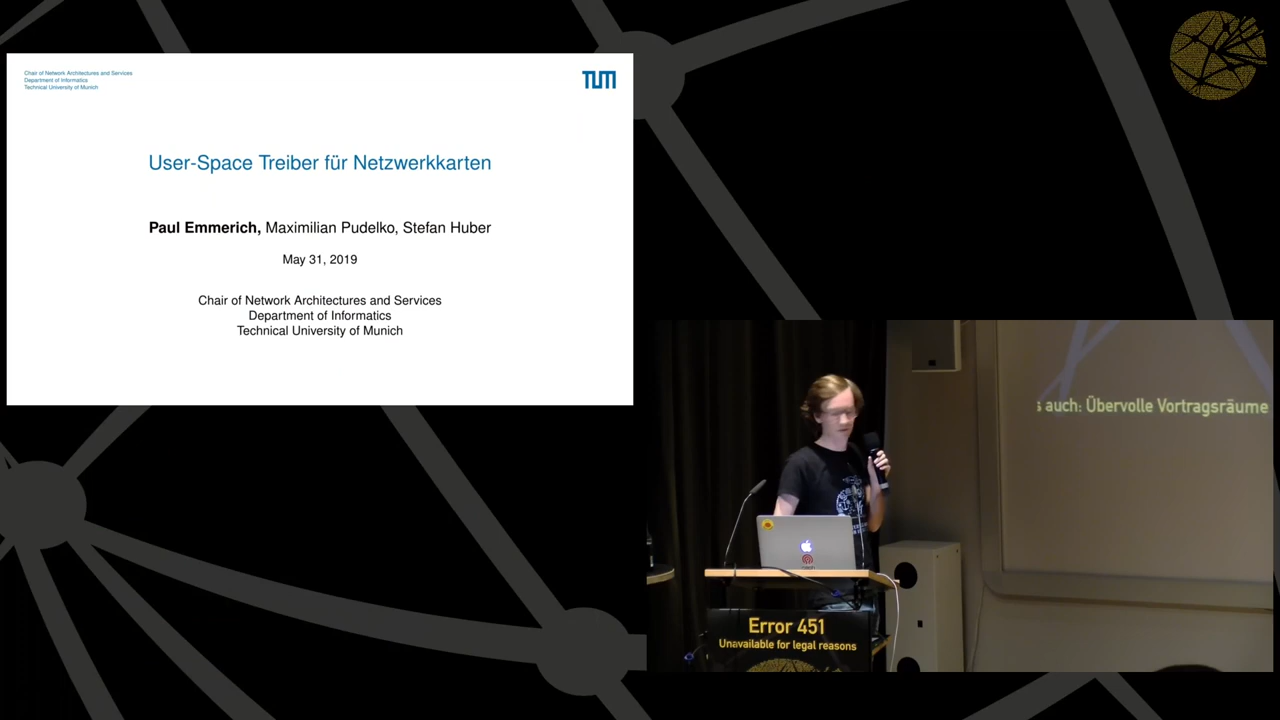 Chair of Network Architectures and Services
Department of Informatics
Technical University of Munich
TUM
User-Space Treiber für Netzwerkkarten
Paul Emmerich, Maximilian Pudelko, Stefan Huber
May 31, 2019
Chair of Network Architectures and Services
Department of Informatics
Technical University of Munich
auch: Übervolle Vortragsräume
Error 451
Unavailable for legal reasons